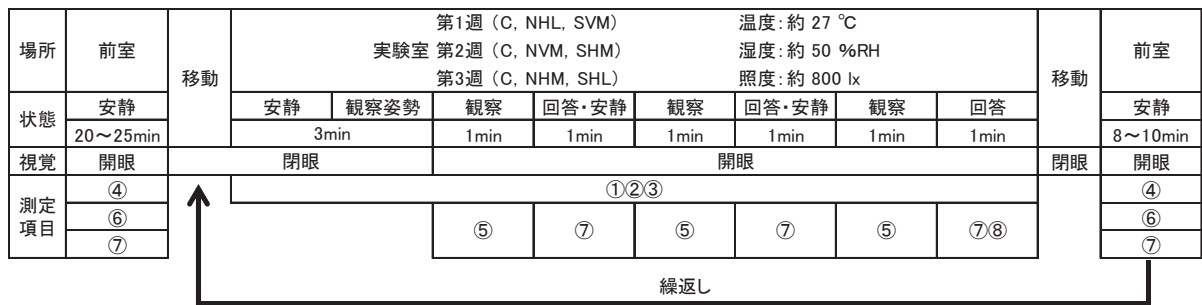 場所 前室 移動 実験室 移動 前室
第1週 (C, NHL, SVM) 温度: 約 27 ℃
第2週 (C, NVM, SHM) 湿度: 約 50 %RH
第3週 (C, NHM, SHL) 照度: 約 800 lx
状態 安静 安静 観察姿勢 観察 回答・安静 観察 回答・安静 観察 回答 安静
20～25min 3min 1min 1min 1min 1min 1min 1min 8～10min
視覚 開眼 閉眼 開眼 閉眼 開眼
測定項目 ④ ①②③ ④
⑥ ⑤ ⑦ ⑤ ⑦ ⑤ ⑦⑧ ⑥
⑦ ⑦
繰返し